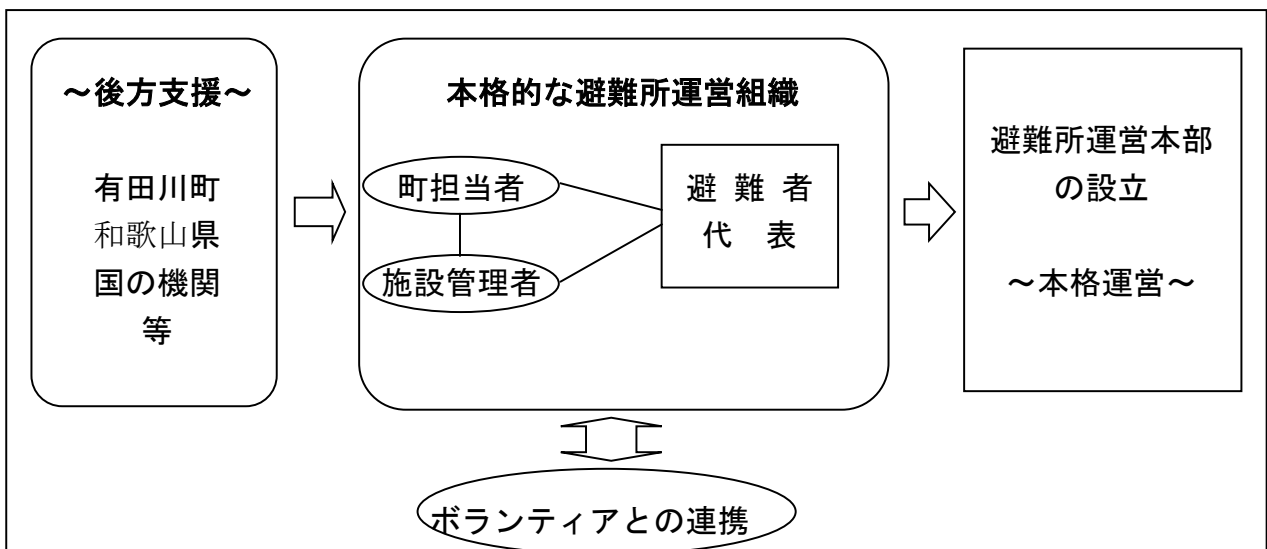 ～後方支援～
有田川町
和歌山県
国の機関
等
本格的な避難所運営組織
町担当者
施設管理者
避難者
代表
避難所運営本部
の設立
～本格運営～
ボランティアとの連携